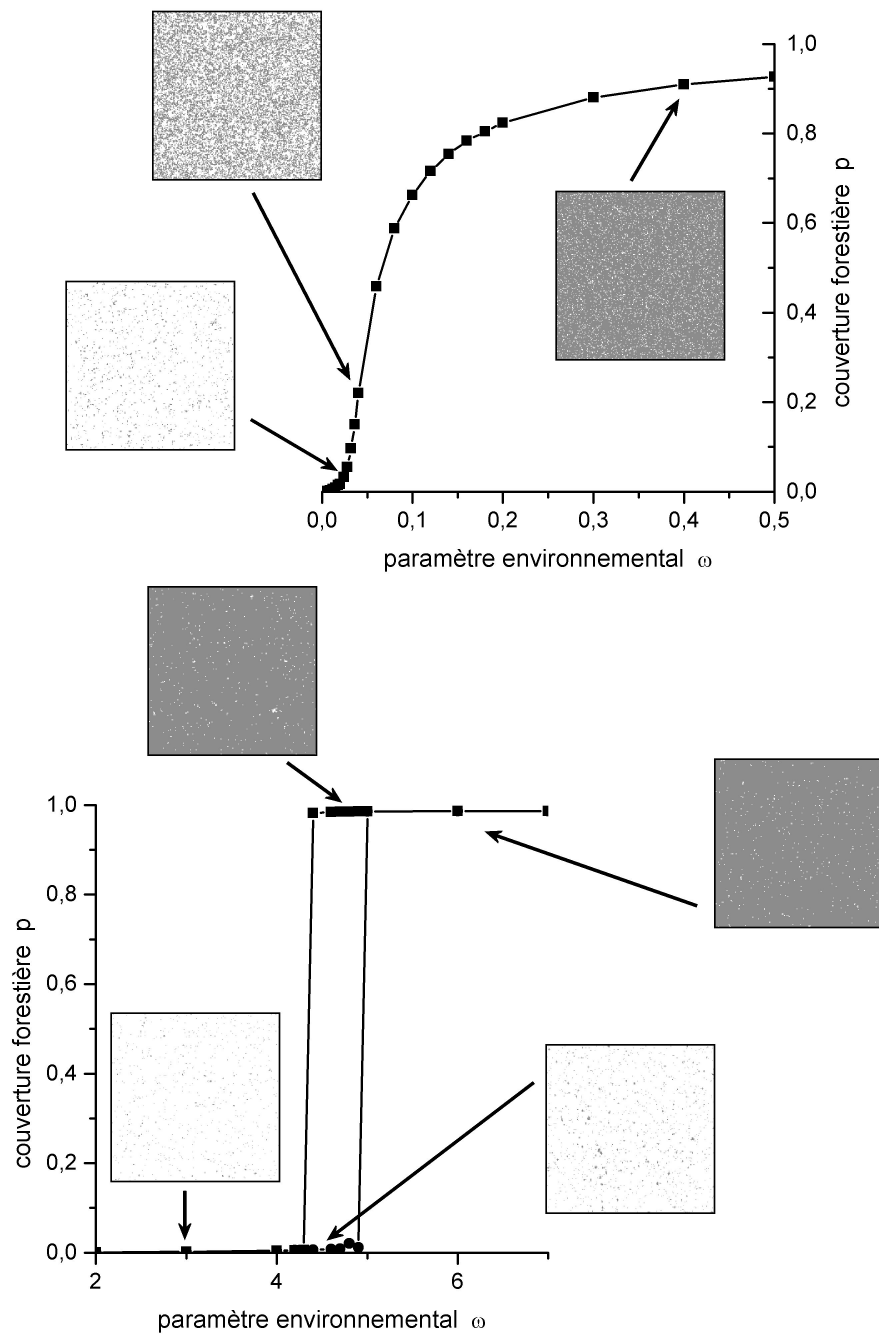 1,0
0,8
0,6
0,4
0,2
0,0
couverture forestière p
0,0 0,1 0,2 0,3 0,4 0,5
paramètre environnemental ω
1,0
0,8
0,6
0,4
0,2
0,0
couverture forestière p
2 4 6
paramètre environnemental ω